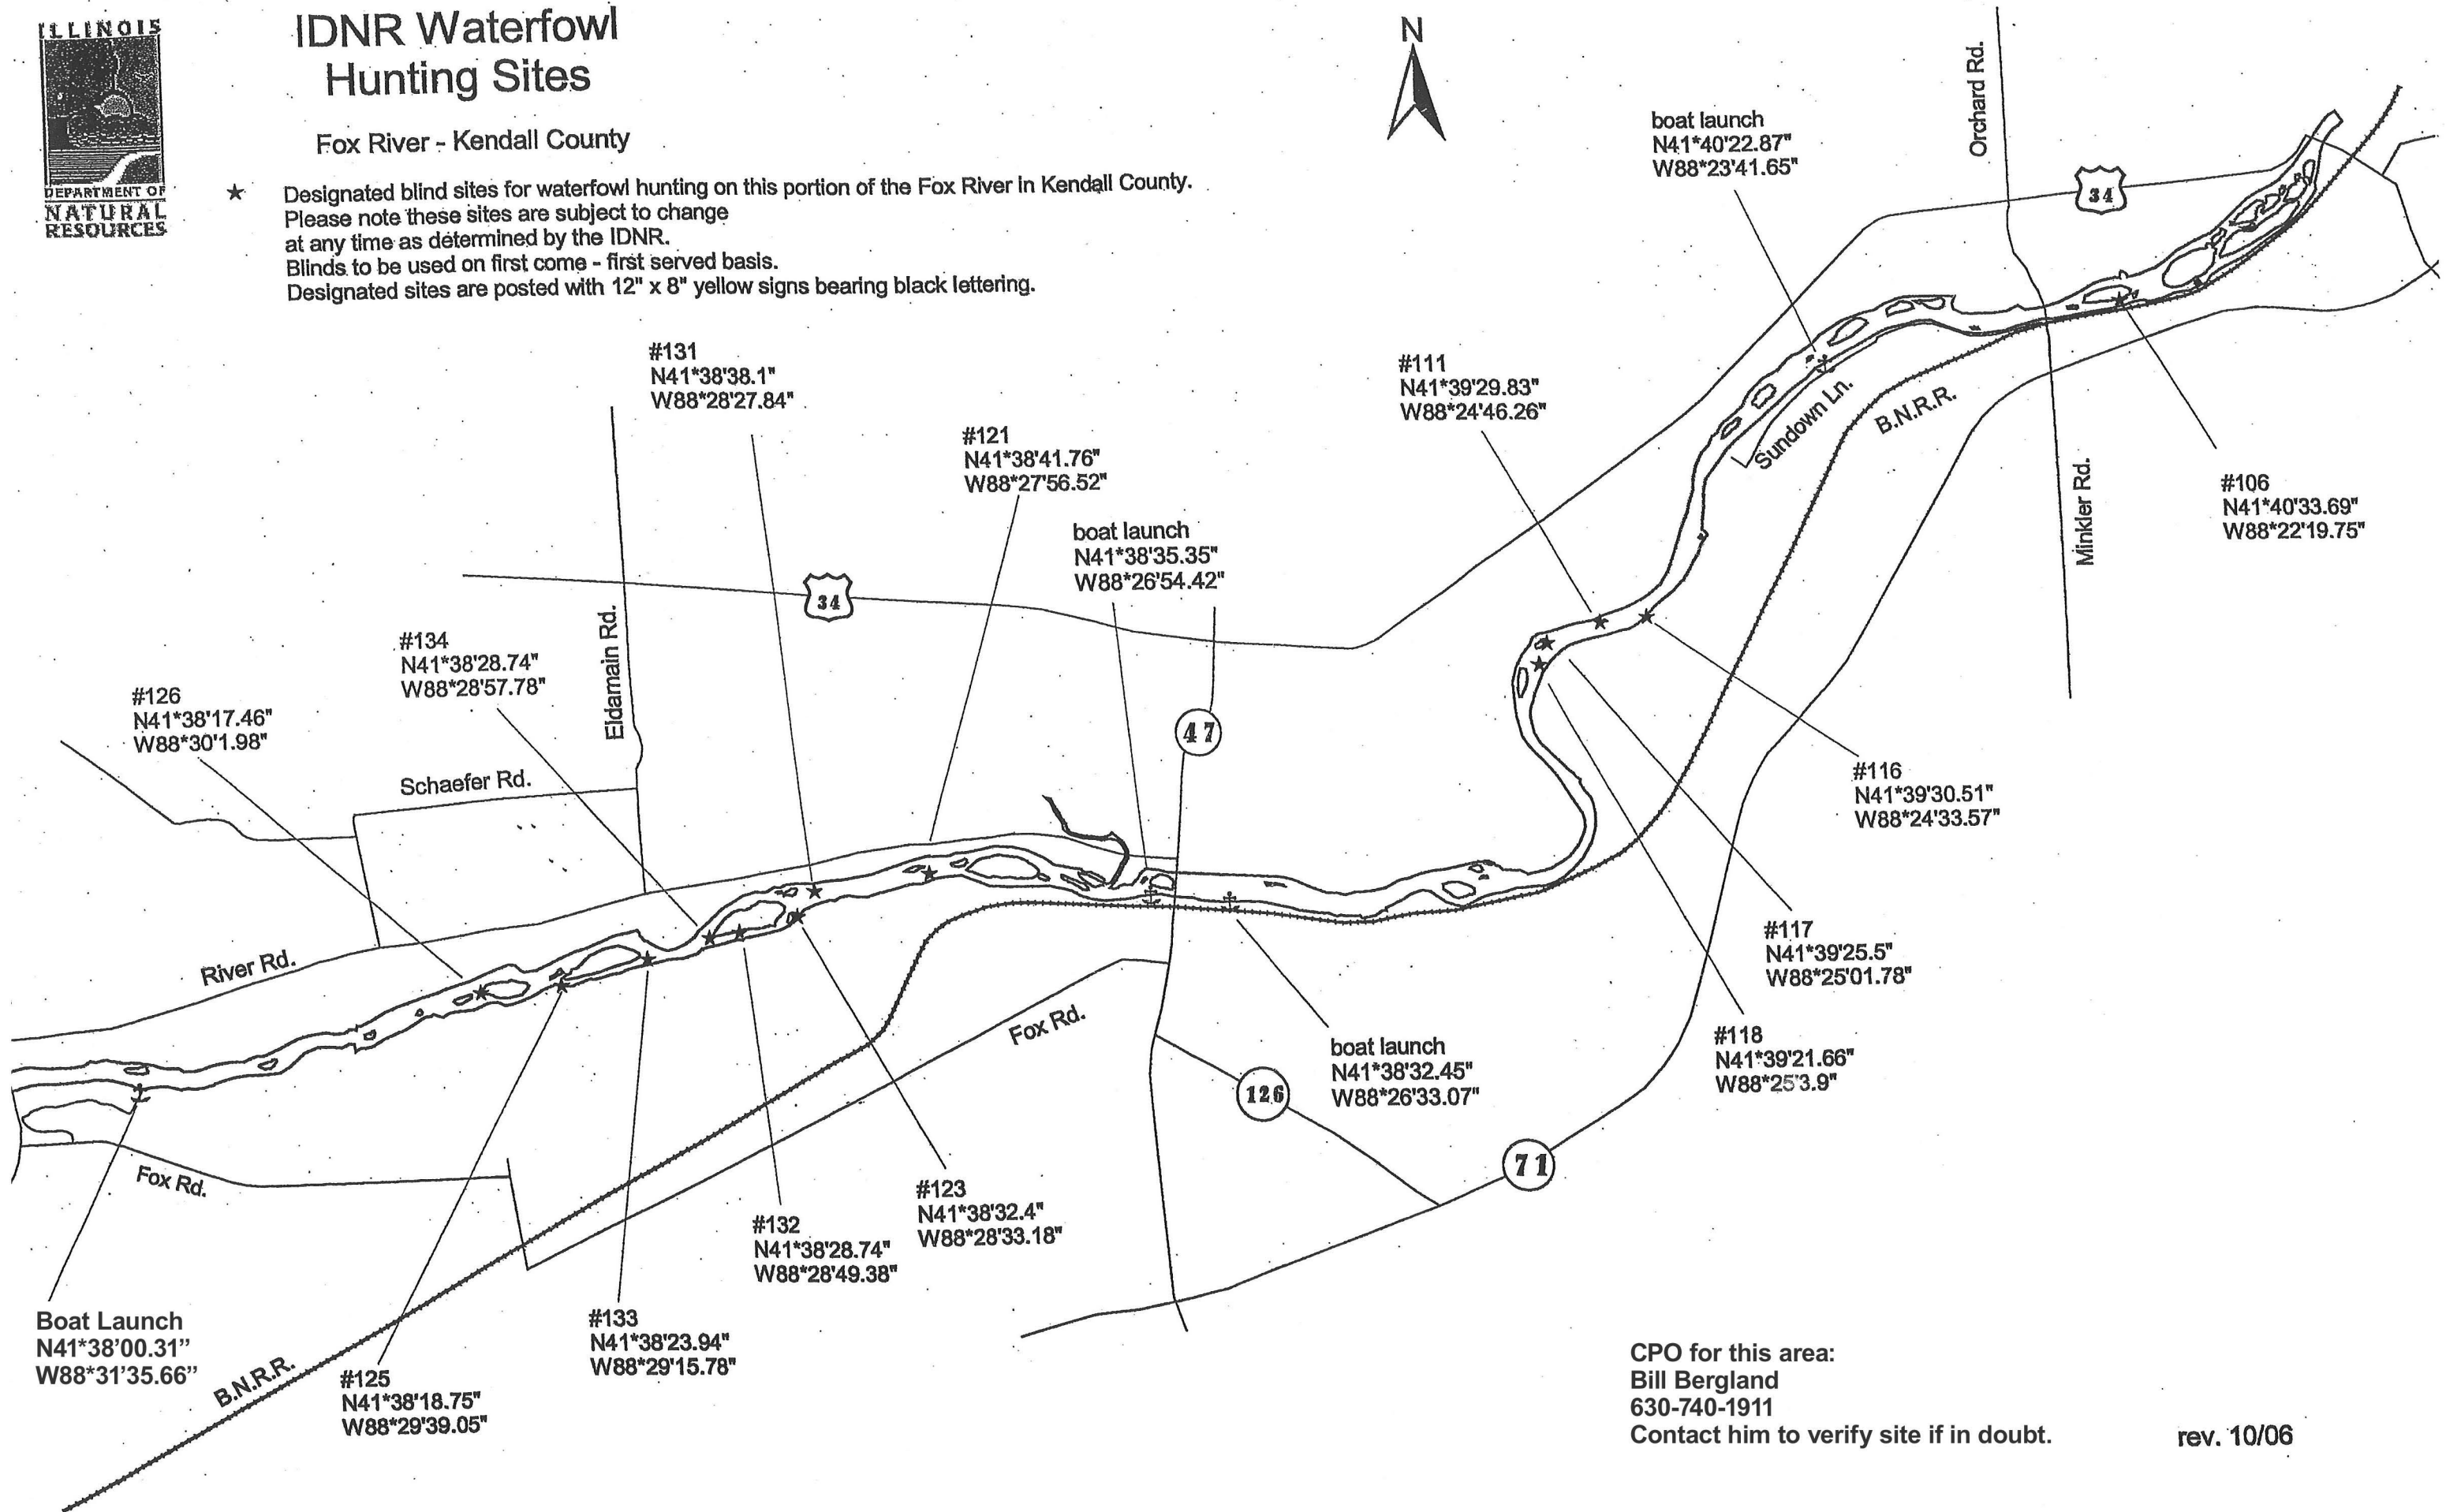 ILLINOIS
DEPARTMENT OF
NATURAL
RESOURCES
IDNR Waterfowl
Hunting Sites
Fox River - Kendall County
★ Designated blind sites for waterfowl hunting on this portion of the Fox River in Kendall County.
Please note these sites are subject to change
at any time as determined by the IDNR.
Blinds to be used on first come - first served basis.
Designated sites are posted with 12" x 8" yellow signs bearing black lettering.
N
boat launch
N41*40'22.87"
W88*23'41.65"
Orchard Rd.
34
#131
N41*38'38.1"
W88*28'27.84"
#121
N41*38'41.76"
W88*27'56.52"
#111
N41*39'29.83"
W88*24'46.26"
Sundown Ln.
B.N.R.R.
Minkler Rd.
#106
N41*40'33.69"
W88*22'19.75"
boat launch
N41*38'35.35"
W88*26'54.42"
34
Eldamain Rd.
#134
N41*38'28.74"
W88*28'57.78"
#126
N41*38'17.46"
W88*30'1.98"
Schaefer Rd.
47
#116
N41*39'30.51"
W88*24'33.57"
#117
N41*39'25.5"
W88*25'01.78"
#118
N41*39'21.66"
W88*25'3.9"
River Rd.
Fox Rd.
boat launch
N41*38'32.45"
W88*26'33.07"
126
71
Fox Rd.
#123
N41*38'32.4"
W88*28'33.18"
#132
N41*38'28.74"
W88*28'49.38"
#133
N41*38'23.94"
W88*29'15.78"
Boat Launch
N41*38’00.31”
W88*31’35.66”
B.N.R.R.
#125
N41*38'18.75"
W88*29'39.05"
CPO for this area:
Bill Bergland
630-740-1911
Contact him to verify site if in doubt.
rev. 10/06